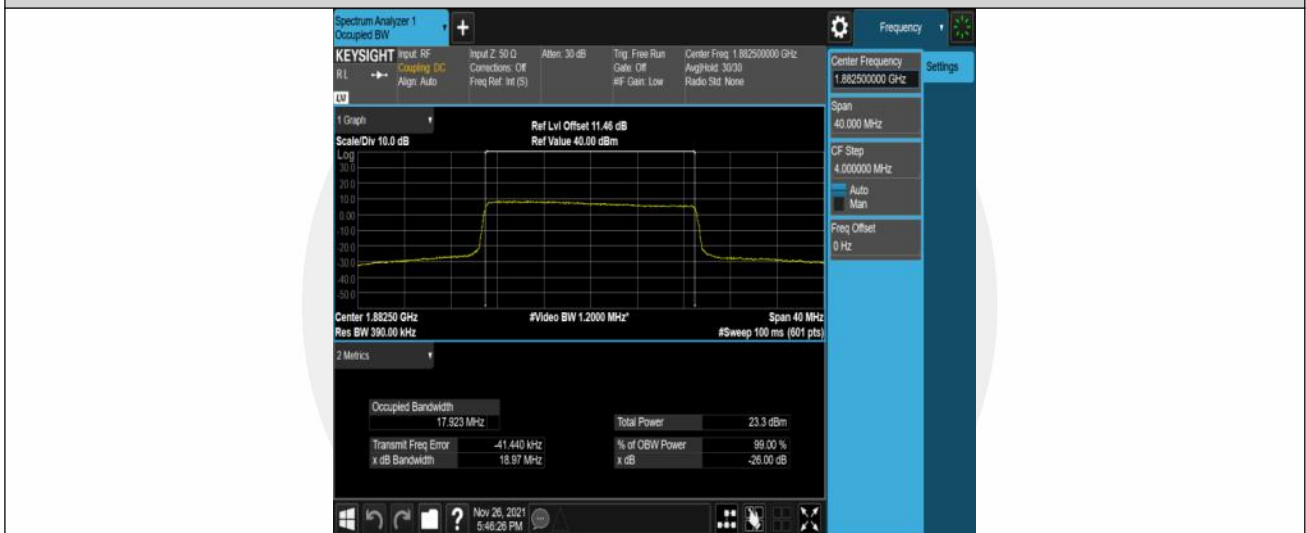 Spectrum Analyzer 1
Occupied BW
+
Frequency
KEYSIGHT
R L
LW
Input: RF
Coupling: DC
Align: Auto
Input Z: 50 Ω
Corrections: Off
Freq Ref: Int (S)
Atten: 30 dB
Trig: Free Run
Gate: Off
#IF Gain: Low
Center Freq: 1.882500000 GHz
Avg|Hold: 30/30
Radio Std: None
Center Frequency
1.882500000 GHz
Settings
Span
40.000 MHz
CF Step
4.000000 MHz
Auto
Man
Freq Offset
0 Hz
1 Graph
Scale/Div 10.0 dB
Ref Lvl Offset 11.46 dB
Ref Value 40.00 dBm
Log
30.0
20.0
10.0
0.00
-10.0
-20.0
-30.0
-40.0
-50.0
Center 1.88250 GHz
Res BW 390.00 kHz
#Video BW 1.2000 MHz*
Span 40 MHz
#Sweep 100 ms (601 pts)
2 Metrics
Occupied Bandwidth
17.923 MHz
Total Power 23.3 dBm
Transmit Freq Error -41.440 kHz
% of OBW Power 99.00 %
x dB Bandwidth 18.97 MHz
x dB -26.00 dB
?
Nov 26, 2021
5:46:26 PM